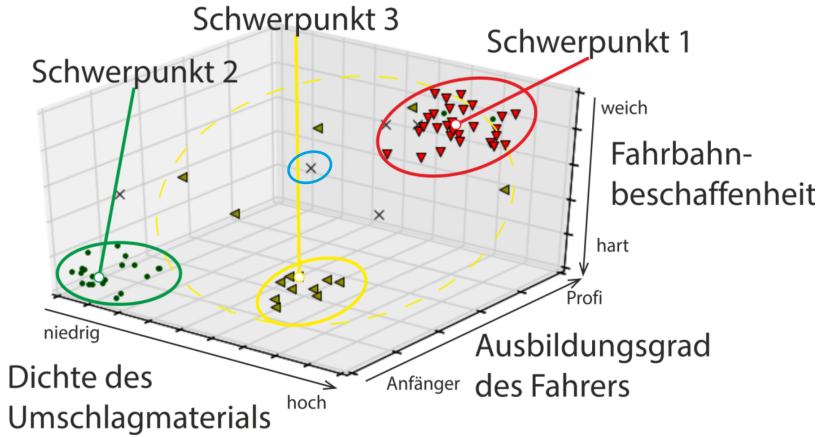 Schwerpunkt 3
Schwerpunkt 1
Schwerpunkt 2
weich
Fahrbahn-
beschaffenheit
hart
Profi
niedrig
Ausbildungsgrad
des Fahrers
Anfänger
Dichte des
Umschlagmaterials
hoch